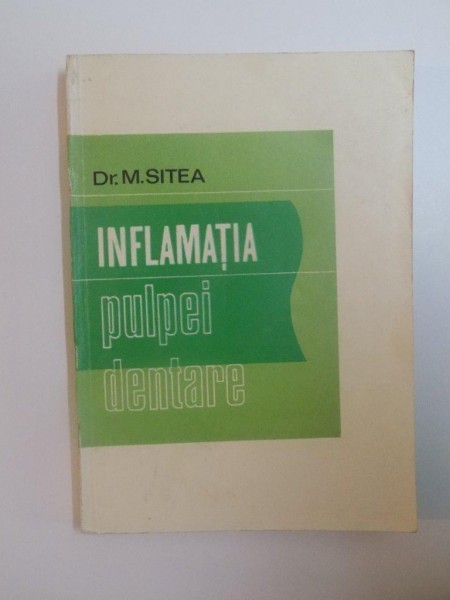 Dr. M. SITEA
INFLAMAȚIA
pulpei
dentare